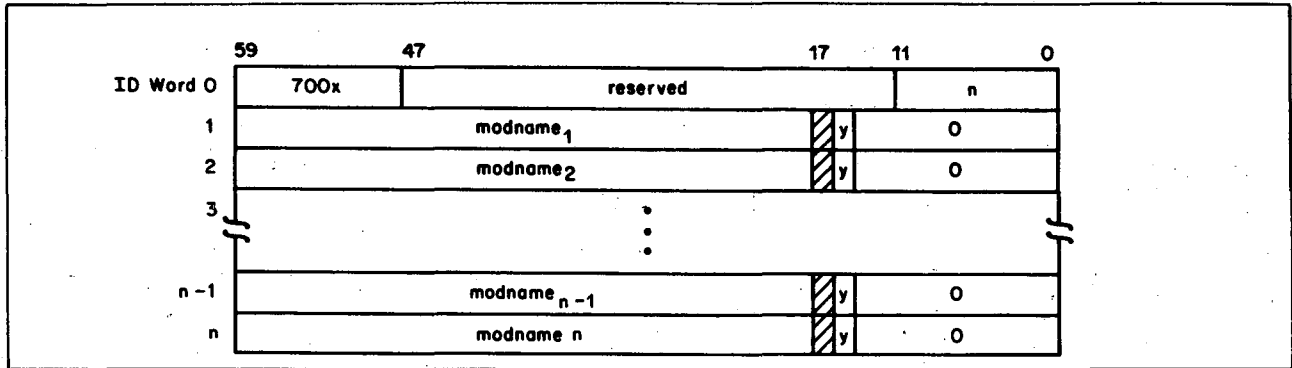 59 47 17 11 0
ID Word 0 700x reserved n
1 modname1 y 0
2 modname2 y 0
3
n-1 modname n-1 y 0
n modname n y 0